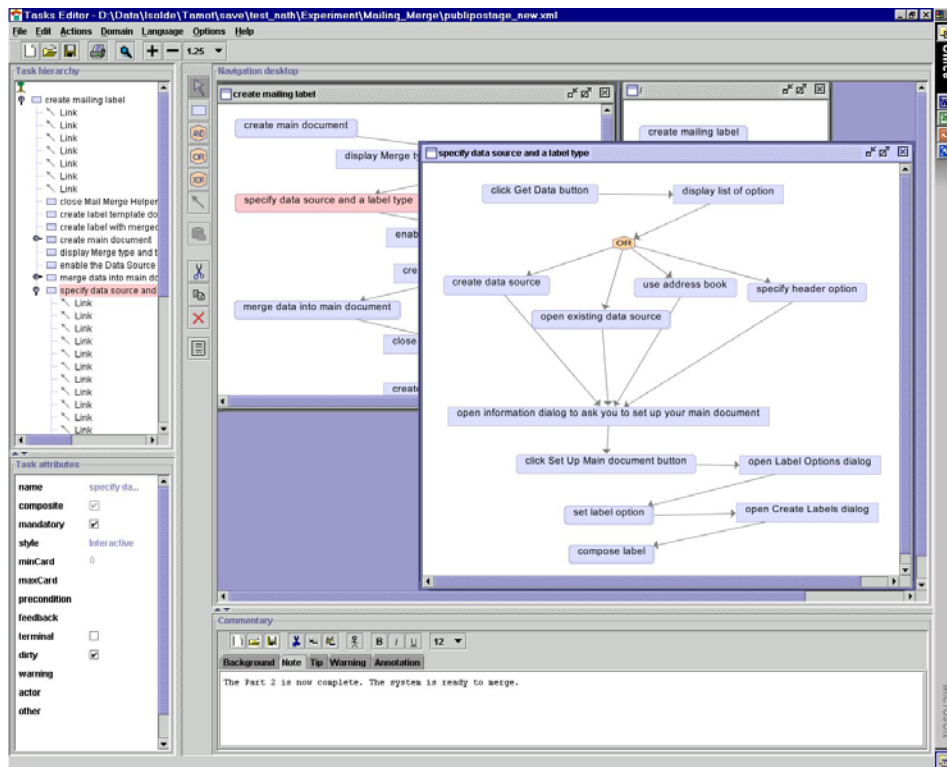 Tasks Editor - D:\Data\Isolde\Tamot\save\test_nath\Experiment\Mailing_Merge\publipostage_new.xml
File Edit Actions Domain Language Options Help
1.25
Task hierarchy
create mailing label
Link
Link
Link
Link
Link
Link
Link
close Mail Merge Helper
create label template do
create label with merged
create main document
display Merge type and t
enable the Data Source
merge data into main do
specify data source and
Link
Link
Link
Link
Link
Link
Link
Link
Link
Link
Link
Task attributes
name specify da...
composite
mandatory
style Interactive
minCard 0
maxCard
precondition
feedback
terminal
dirty
warning
actor
other
AND
OR
XOR
Navigation desktop
create mailing label
create main document
display Merge ty
specify data source and a label type
enab
cre
merge data into main document
close
create
/
create mailing label
specify data source and a label type
click Get Data button
display list of option
OR
create data source
use address book
specify header option
open existing data source
open information dialog to ask you to set up your main document
click Set Up Main document button
open Label Options dialog
set label option
open Create Labels dialog
compose label
Commentary
B I U 12
Background Note Tip Warning Annotation
The Part 2 is now complete. The system is ready to merge.